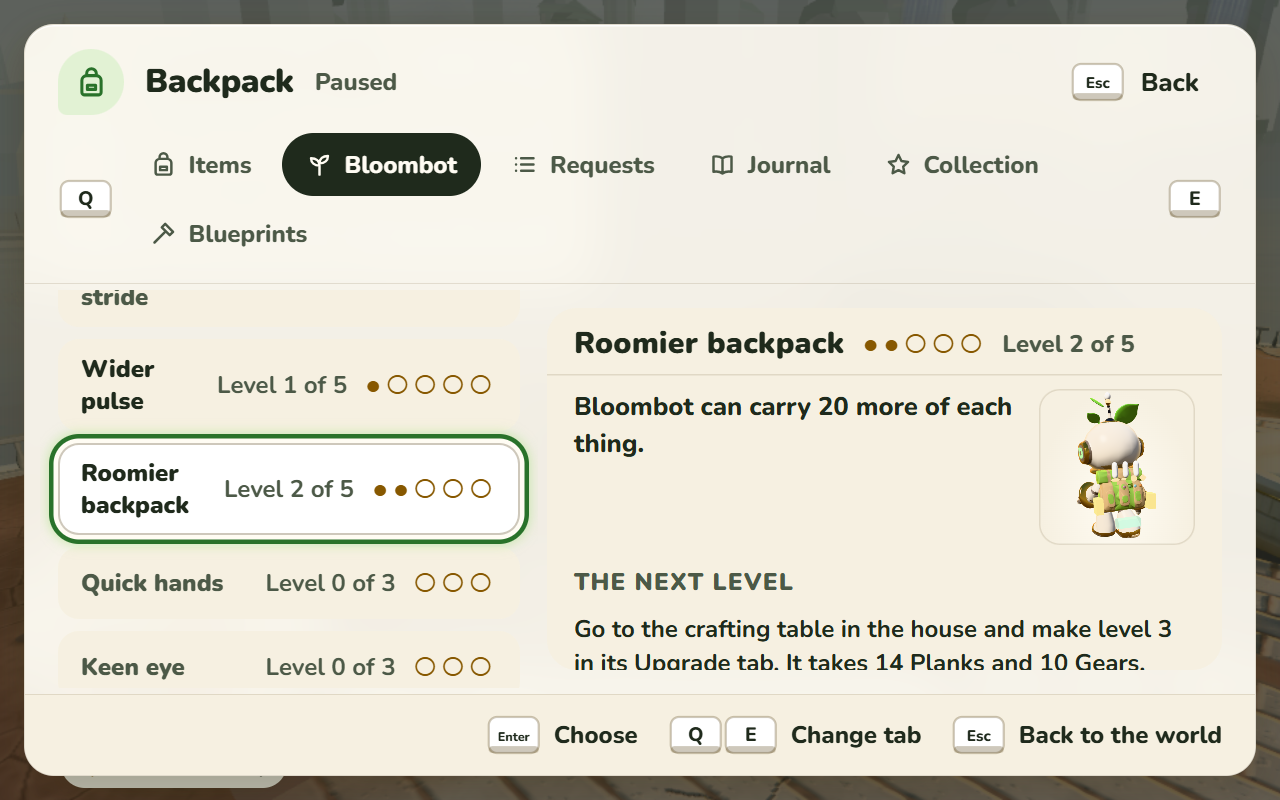 Backpack Paused
Esc Back
Q
Items Bloombot Requests Journal Collection
Blueprints
E
stride
Wider pulse Level 1 of 5
Roomier backpack Level 2 of 5
Quick hands Level 0 of 3
Keen eye Level 0 of 3
Roomier backpack Level 2 of 5
Bloombot can carry 20 more of each
thing.
THE NEXT LEVEL
Go to the crafting table in the house and make level 3
in its Upgrade tab. It takes 14 Planks and 10 Gears.
Enter Choose Q E Change tab Esc Back to the world